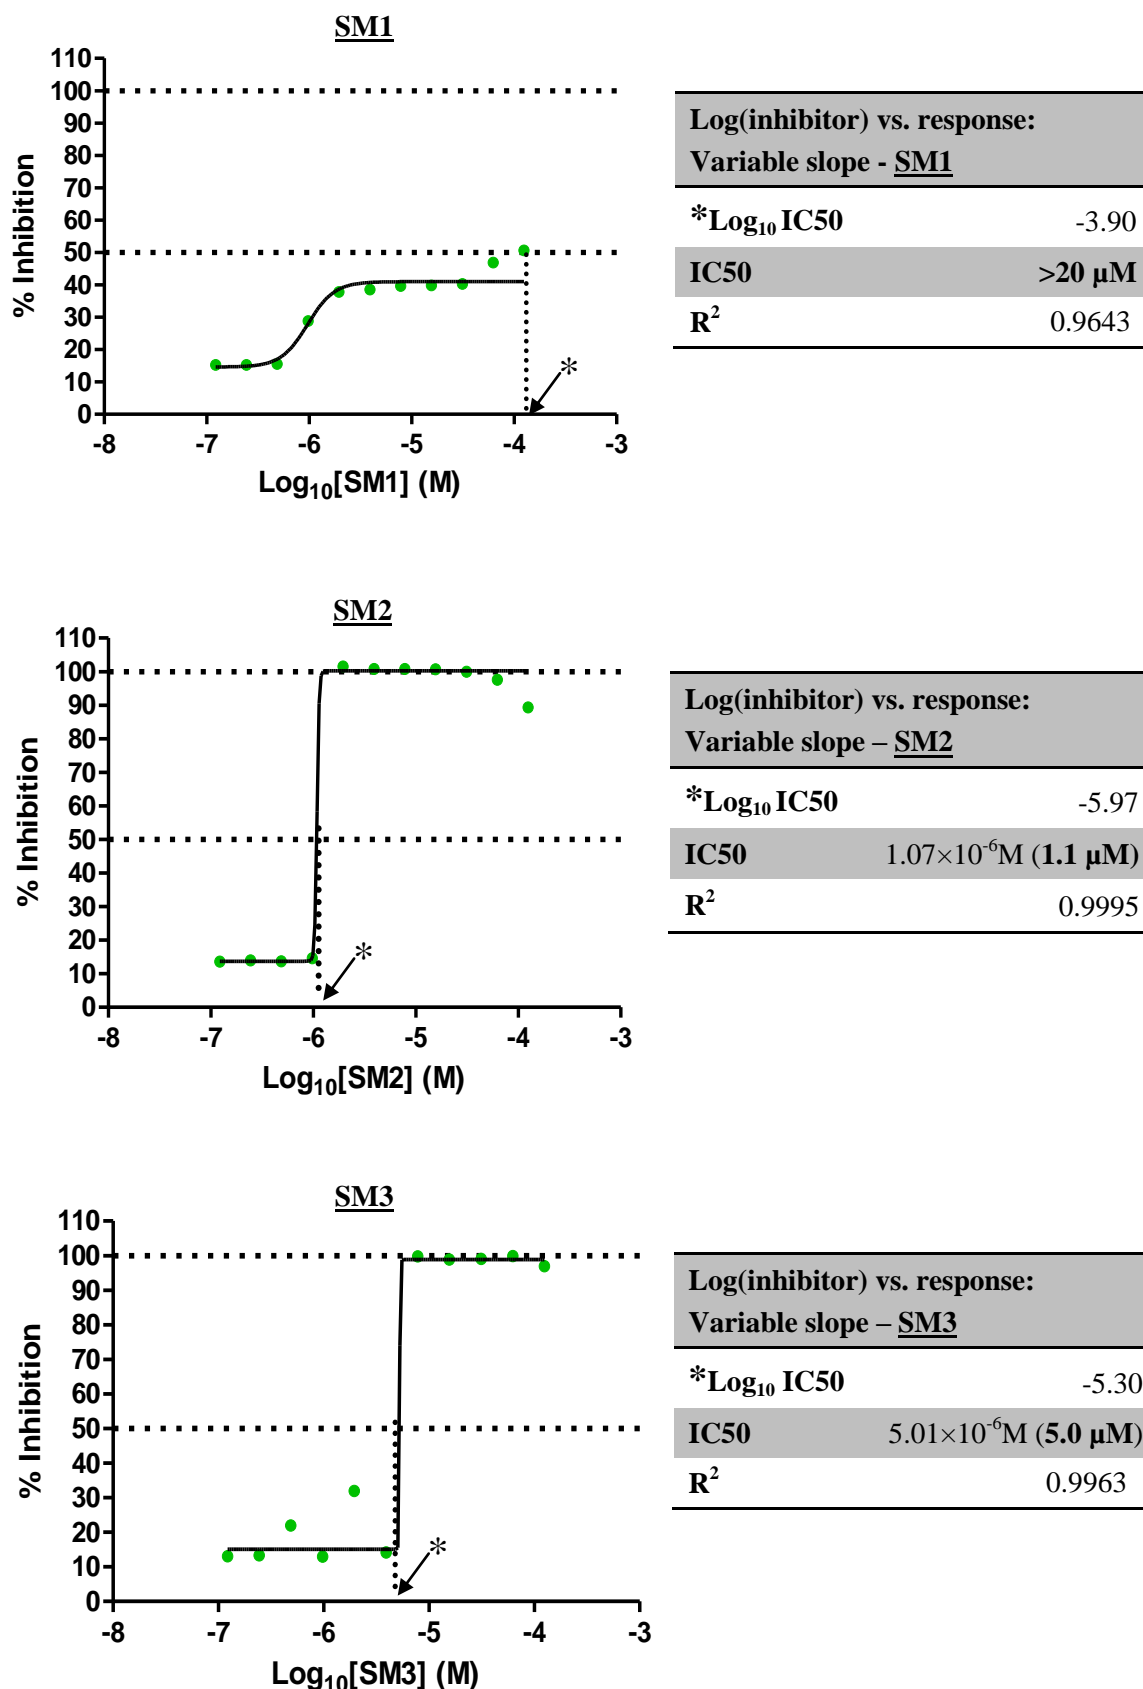 SM1
110
100
90
80
70
60
50
40
30
20
10
0
% Inhibition
*
-8 -7 -6 -5 -4 -3
Log10[SM1] (M)
Log(inhibitor) vs. response:
Variable slope - SM1
*Log10 IC50 -3.90
IC50 >20 µM
R2 0.9643
SM2
110
100
90
80
70
60
50
40
30
20
10
0
% Inhibition
*
-8 -7 -6 -5 -4 -3
Log10[SM2] (M)
Log(inhibitor) vs. response:
Variable slope – SM2
*Log10 IC50 -5.97
IC50 1.07×10-6M (1.1 µM)
R2 0.9995
SM3
110
100
90
80
70
60
50
40
30
20
10
0
% Inhibition
*
-8 -7 -6 -5 -4 -3
Log10[SM3] (M)
Log(inhibitor) vs. response:
Variable slope – SM3
*Log10 IC50 -5.30
IC50 5.01×10-6M (5.0 µM)
R2 0.9963